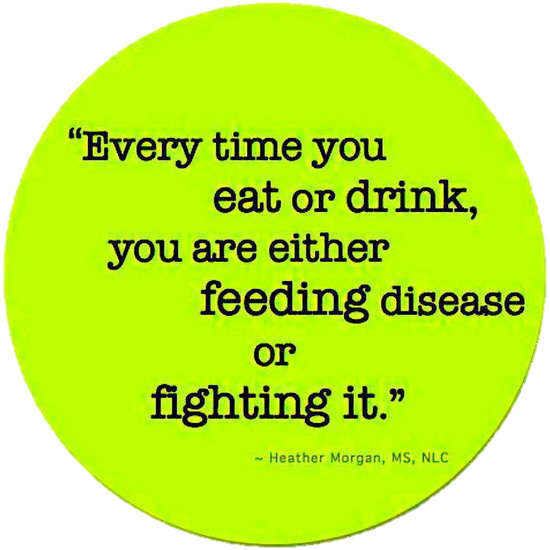 “Every time you
eat or drink,
you are either
feeding disease
or
fighting it.”
~ Heather Morgan, MS, NLC